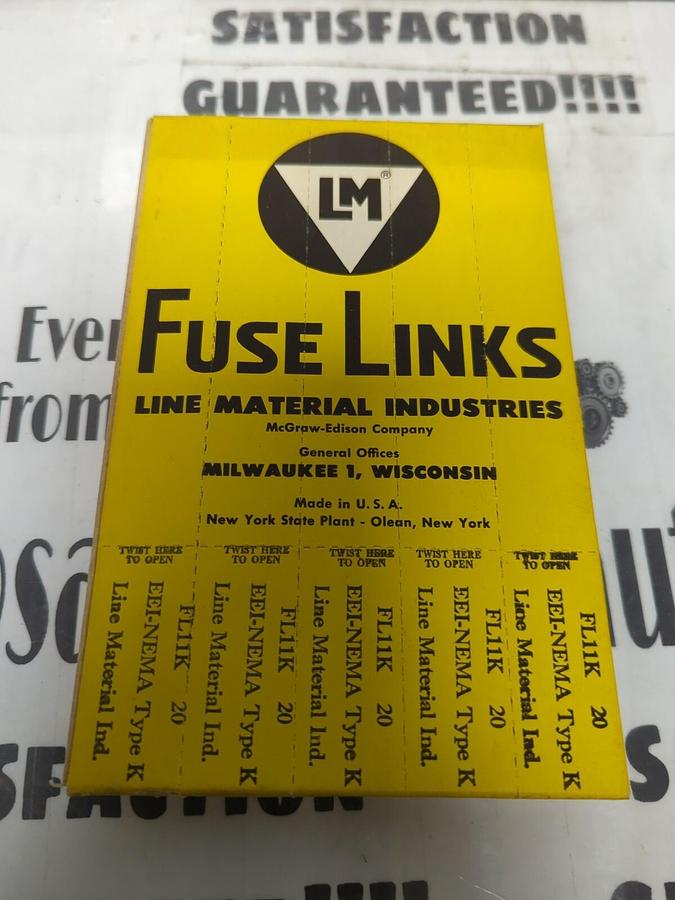 SATISFACTION
GUARANTEED!!!!
LM®
FUSE LINKS
LINE MATERIAL INDUSTRIES
McGraw-Edison Company
General Offices
MILWAUKEE 1, WISCONSIN
Made in U.S.A.
New York State Plant - Olean, New York
TWIST HERE
TO OPEN
FL11K 20
EEI-NEMA Type K
Line Material Ind.
TWIST HERE
TO OPEN
FL11K 20
EEI-NEMA Type K
Line Material Ind.
TWIST HERE
TO OPEN
FL11K 20
EEI-NEMA Type K
Line Material Ind.
TWIST HERE
TO OPEN
FL11K 20
EEI-NEMA Type K
Line Material Ind.
TWIST HERE
TO OPEN
FL11K 20
EEI-NEMA Type K
Line Material Ind.